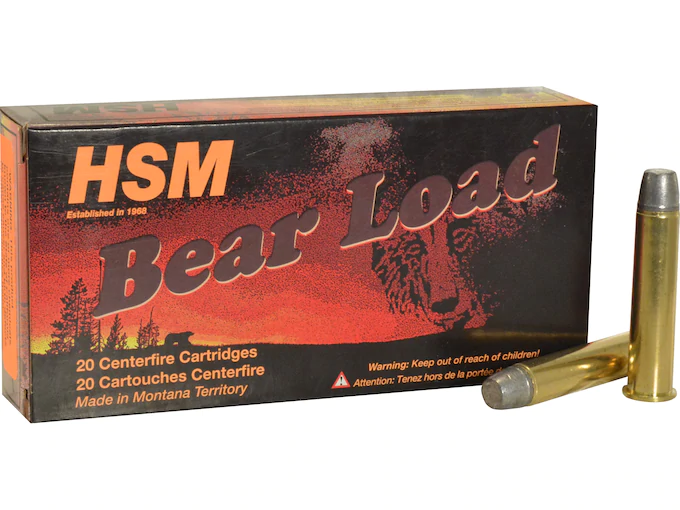 HSM
Established in 1968
Bear Load
20 Centerfire Cartridges
20 Cartouches Centerfire
Made in Montana Territory
Warning: Keep out of reach of children!
Attention: Tenez hors de la portée